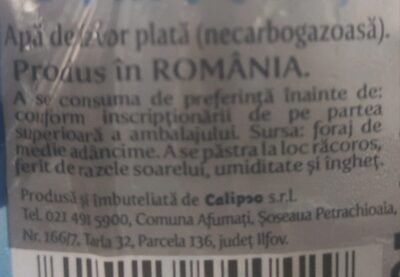 Apă de izvor plată (necarbogazoasă).
Produs în ROMÂNIA.
A se consuma de preferință înainte de:
conform inscripționării de pe partea
superioară a ambalajului. Sursa: foraj de
medie adâncime. A se păstra la loc răcoros,
ferit de razele soarelui, umiditate și îngheț.
Produsă și îmbuteliată de Calipso s.r.l.
Tel. 021 491 5900, Comuna Afumați, Șoseaua Petrachioaia,
Nr. 166/7, Tarla 32, Parcela 136, județ Ilfov.